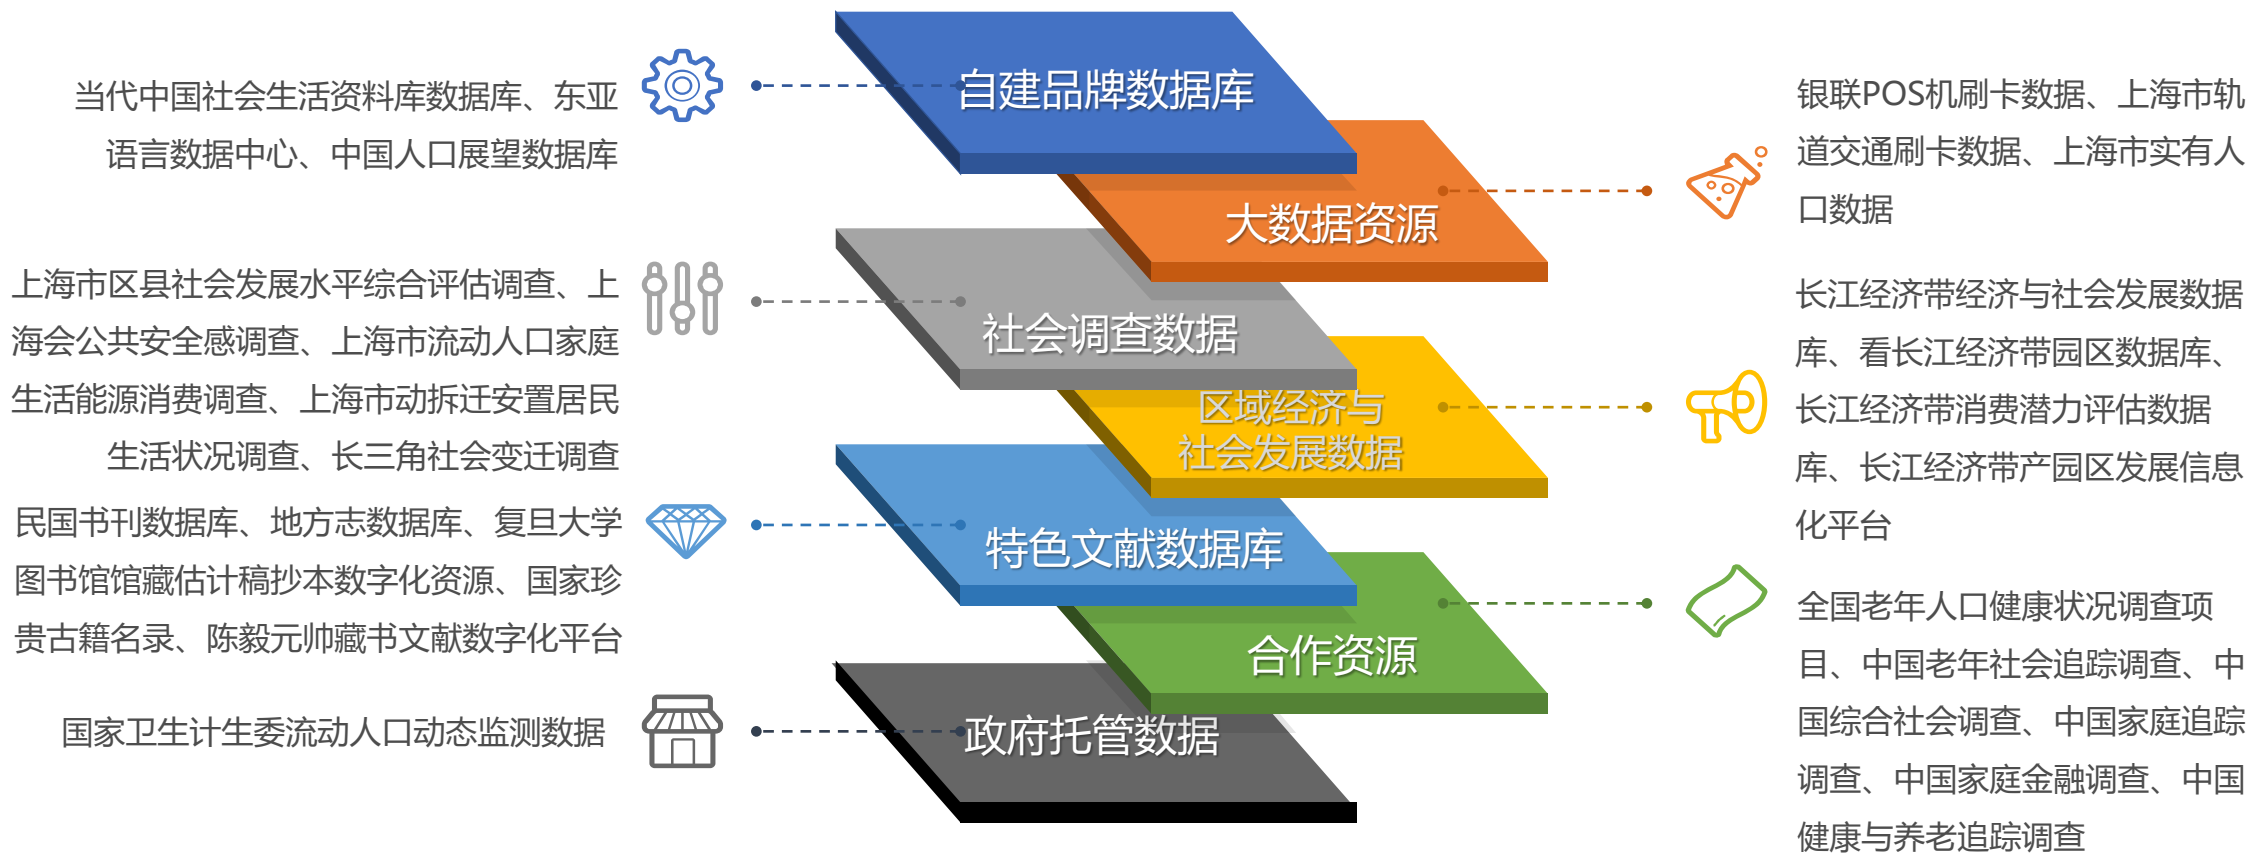 当代中国社会生活资料库数据库、东亚
语言数据中心、中国人口展望数据库
自建品牌数据库
银联POS机刷卡数据、上海市轨
道交通刷卡数据、上海市实有人
口数据
大数据资源
上海市区县社会发展水平综合评估调查、上
海会公共安全感调查、上海市流动人口家庭
生活能源消费调查、上海市动拆迁安置居民
生活状况调查、长三角社会变迁调查
社会调查数据
长江经济带经济与社会发展数据
库、看长江经济带园区数据库、
长江经济带消费潜力评估数据
库、长江经济带产园区发展信息
化平台
区域经济与
社会发展数据
民国书刊数据库、地方志数据库、复旦大学
图书馆馆藏估计稿抄本数字化资源、国家珍
贵古籍名录、陈毅元帅藏书文献数字化平台
特色文献数据库
全国老年人口健康状况调查项
目、中国老年社会追踪调查、中
国综合社会调查、中国家庭追踪
调查、中国家庭金融调查、中国
健康与养老追踪调查
合作资源
国家卫生计生委流动人口动态监测数据
政府托管数据